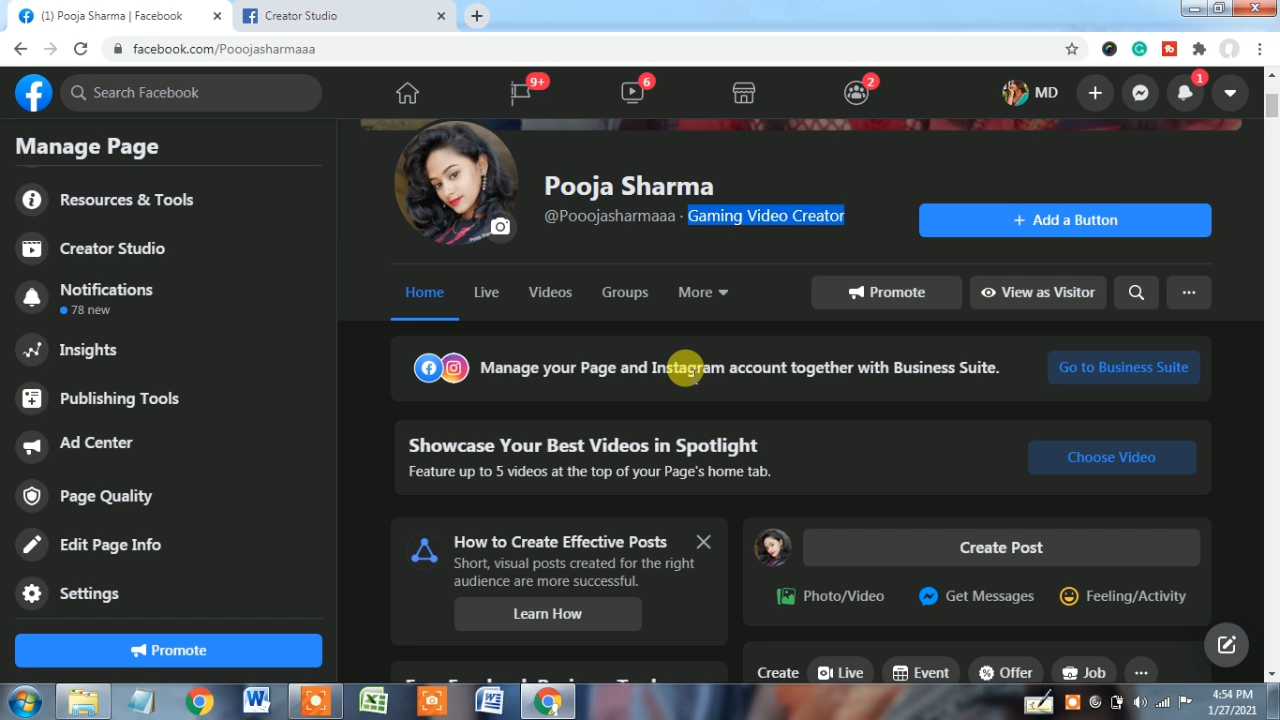 (1) Pooja Sharma | Facebook
Creator Studio
facebook.com/Pooojasharmaaa
Search Facebook
9+
6
2
MD
1
Manage Page
Resources & Tools
Creator Studio
Notifications
78 new
Insights
Publishing Tools
Ad Center
Page Quality
Edit Page Info
Settings
Promote
Pooja Sharma
@Pooojasharmaaa · Gaming Video Creator
+ Add a Button
Home
Live
Videos
Groups
More
Promote
View as Visitor
Manage your Page and Instagram account together with Business Suite.
Go to Business Suite
Showcase Your Best Videos in Spotlight
Feature up to 5 videos at the top of your Page's home tab.
Choose Video
How to Create Effective Posts
Short, visual posts created for the right
audience are more successful.
Learn How
Create Post
Photo/Video
Get Messages
Feeling/Activity
Create
Live
Event
Offer
Job
4:54 PM
1/27/2021